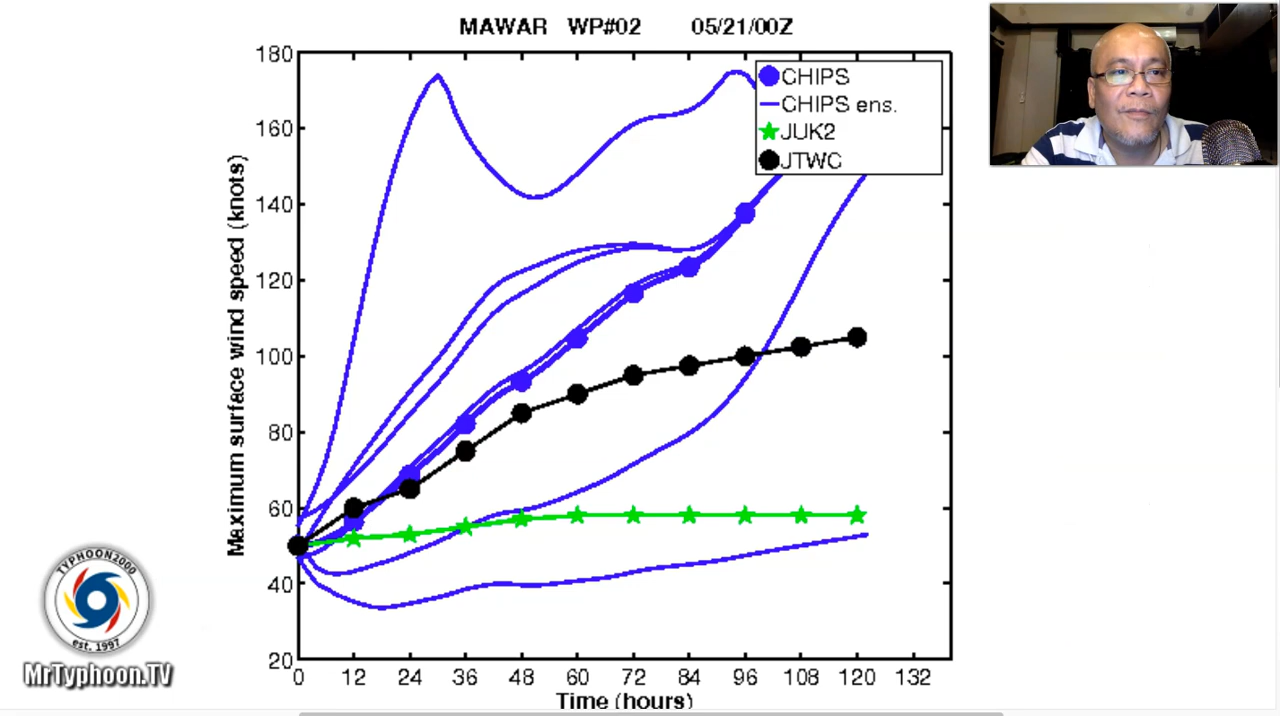 MAWAR WP#02 05/21/00Z
180
160
140
120
100
80
60
40
20
Maximum surface wind speed (knots)
CHIPS
CHIPS ens.
JUK2
JTWC
0 12 24 36 48 60 72 84 96 108 120 132
Time (hours)
TYPHOON2000
est. 1997
MrTyphoon.TV